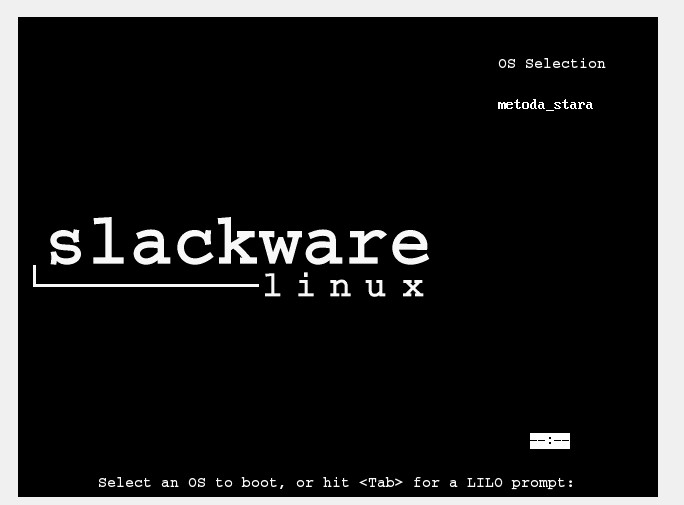 OS Selection
metoda_stara
slackware
linux
--:--
Select an OS to boot, or hit <Tab> for a LILO prompt: